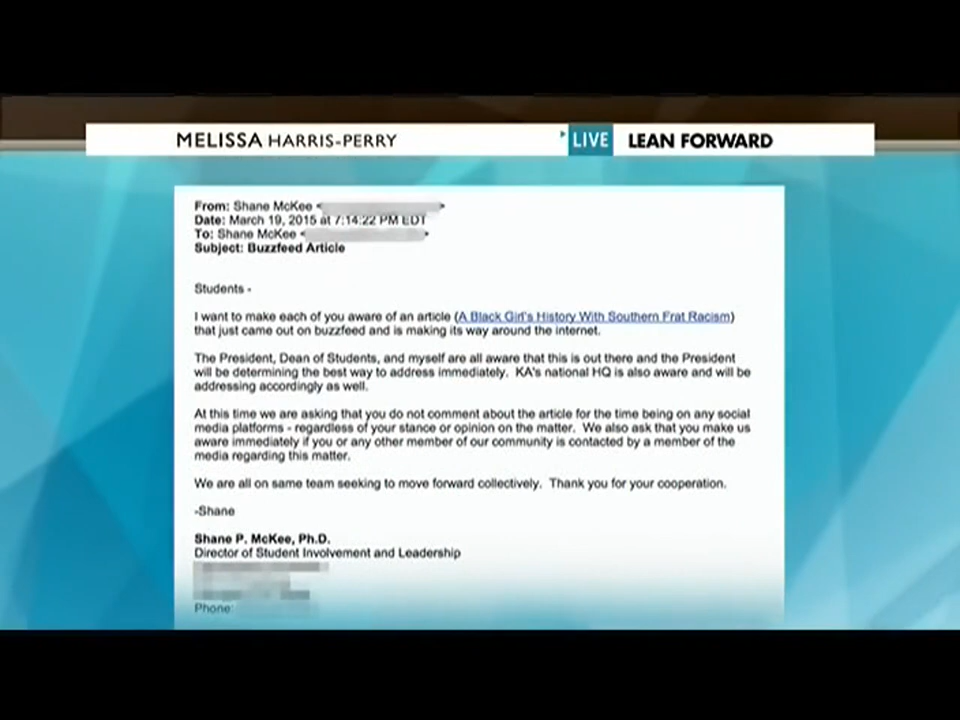 MELISSA HARRIS-PERRY LIVE LEAN FORWARD
From: Shane McKee < >
Date: March 19, 2015 at 7:14:22 PM EDT
To: Shane McKee < >
Subject: Buzzfeed Article
Students -
I want to make each of you aware of an article (A Black Girl's History With Southern Frat Racism)
that just came out on buzzfeed and is making its way around the internet.
The President, Dean of Students, and myself are all aware that this is out there and the President
will be determining the best way to address immediately. KA's national HQ is also aware and will be
addressing accordingly as well.
At this time we are asking that you do not comment about the article for the time being on any social
media platforms - regardless of your stance or opinion on the matter. We also ask that you make us
aware immediately if you or any other member of our community is contacted by a member of the
media regarding this matter.
We are all on same team seeking to move forward collectively. Thank you for your cooperation.
-Shane
Shane P. McKee, Ph.D.
Director of Student Involvement and Leadership
Phone: